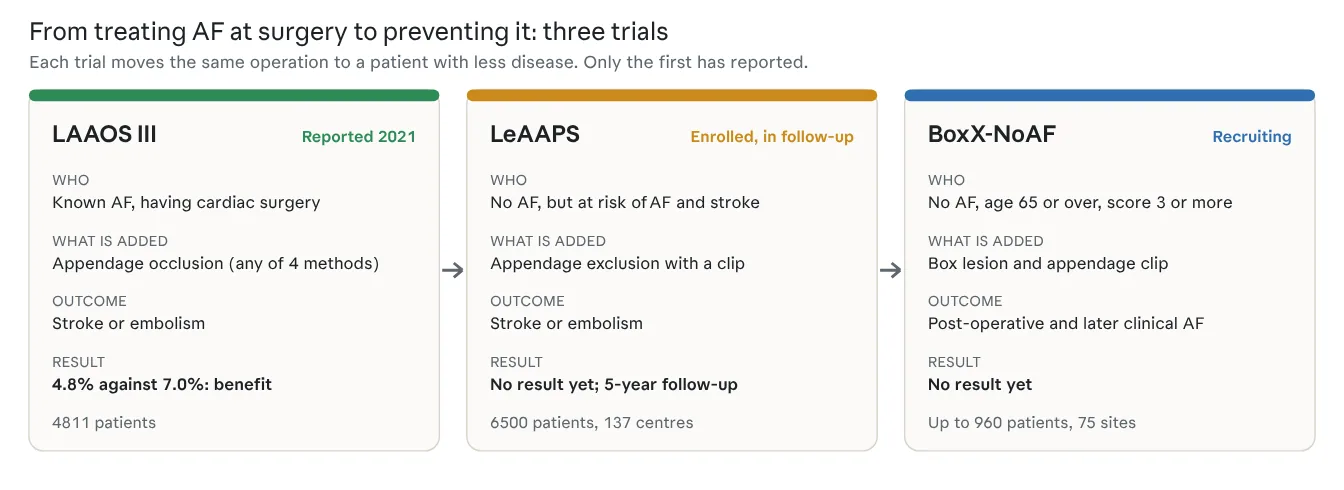 From treating AF at surgery to preventing it: three trials
Each trial moves the same operation to a patient with less disease. Only the first has reported.
LAAOS III
Reported 2021
WHO
Known AF, having cardiac surgery
WHAT IS ADDED
Appendage occlusion (any of 4 methods)
OUTCOME
Stroke or embolism
RESULT
4.8% against 7.0%: benefit
4811 patients
→
LeAAPS
Enrolled, in follow-up
WHO
No AF, but at risk of AF and stroke
WHAT IS ADDED
Appendage exclusion with a clip
OUTCOME
Stroke or embolism
RESULT
No result yet; 5-year follow-up
6500 patients, 137 centres
→
BoxX-NoAF
Recruiting
WHO
No AF, age 65 or over, score 3 or more
WHAT IS ADDED
Box lesion and appendage clip
OUTCOME
Post-operative and later clinical AF
RESULT
No result yet
Up to 960 patients, 75 sites